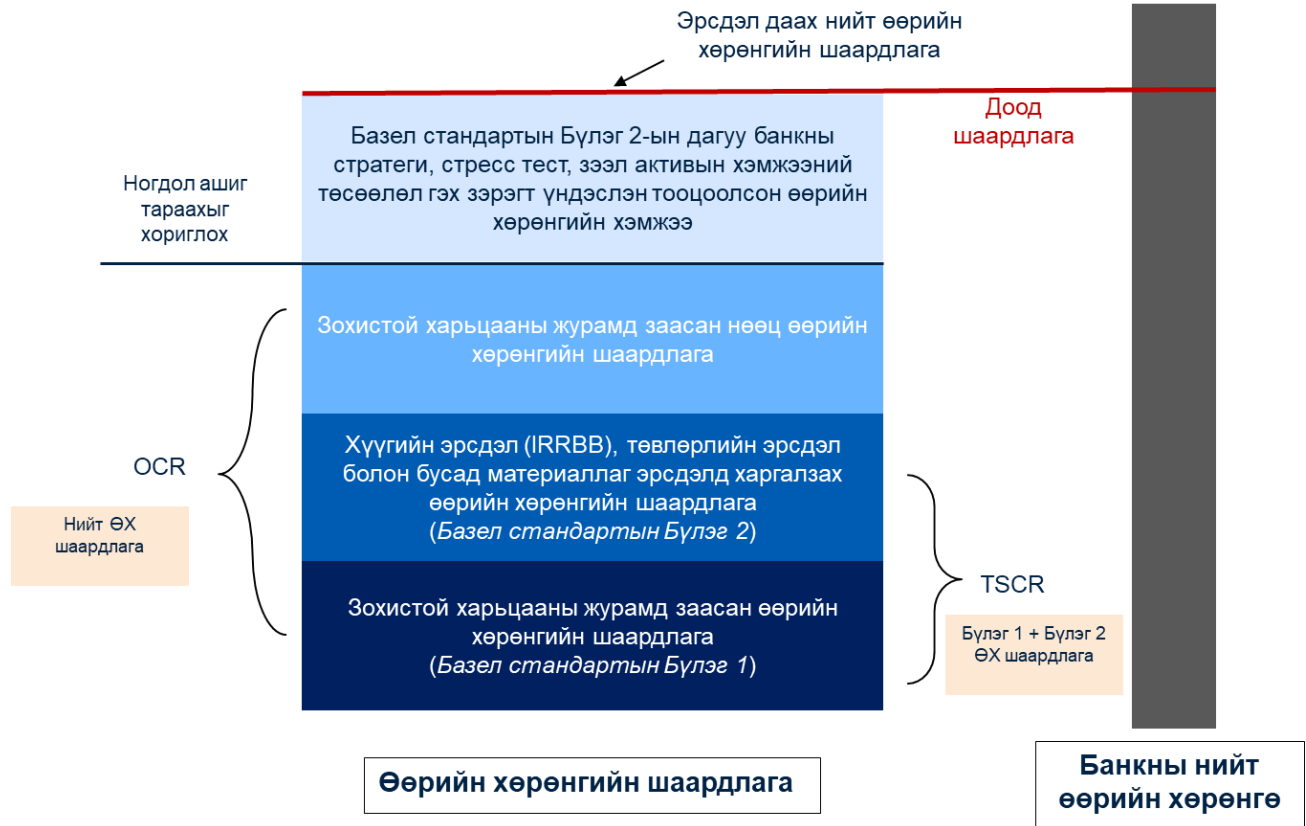 Эрсдэл даах нийт өөрийн
хөрөнгийн шаардлага
Доод
шаардлага
Базел стандартын Бүлэг 2-ын дагуу банкны
стратеги, стресс тест, зээл активын хэмжээний
төсөөлөл гэх зэрэгт үндэслэн тооцоолсон өөрийн
хөрөнгийн хэмжээ
Ногдол ашиг
тараахыг
хориглох
Зохистой харьцааны журамд заасан нөөц өөрийн
хөрөнгийн шаардлага
Хүүгийн эрсдэл (IRRBB), төвлөрлийн эрсдэл
болон бусад материаллаг эрсдэлд харгалзах
өөрийн хөрөнгийн шаардлага
(Базел стандартын Бүлэг 2)
OCR
Нийт ӨХ
шаардлага
Зохистой харьцааны журамд заасан өөрийн
хөрөнгийн шаардлага
(Базел стандартын Бүлэг 1)
TSCR
Бүлэг 1 + Бүлэг 2
ӨХ шаардлага
Өөрийн хөрөнгийн шаардлага
Банкны нийт
өөрийн хөрөнгө